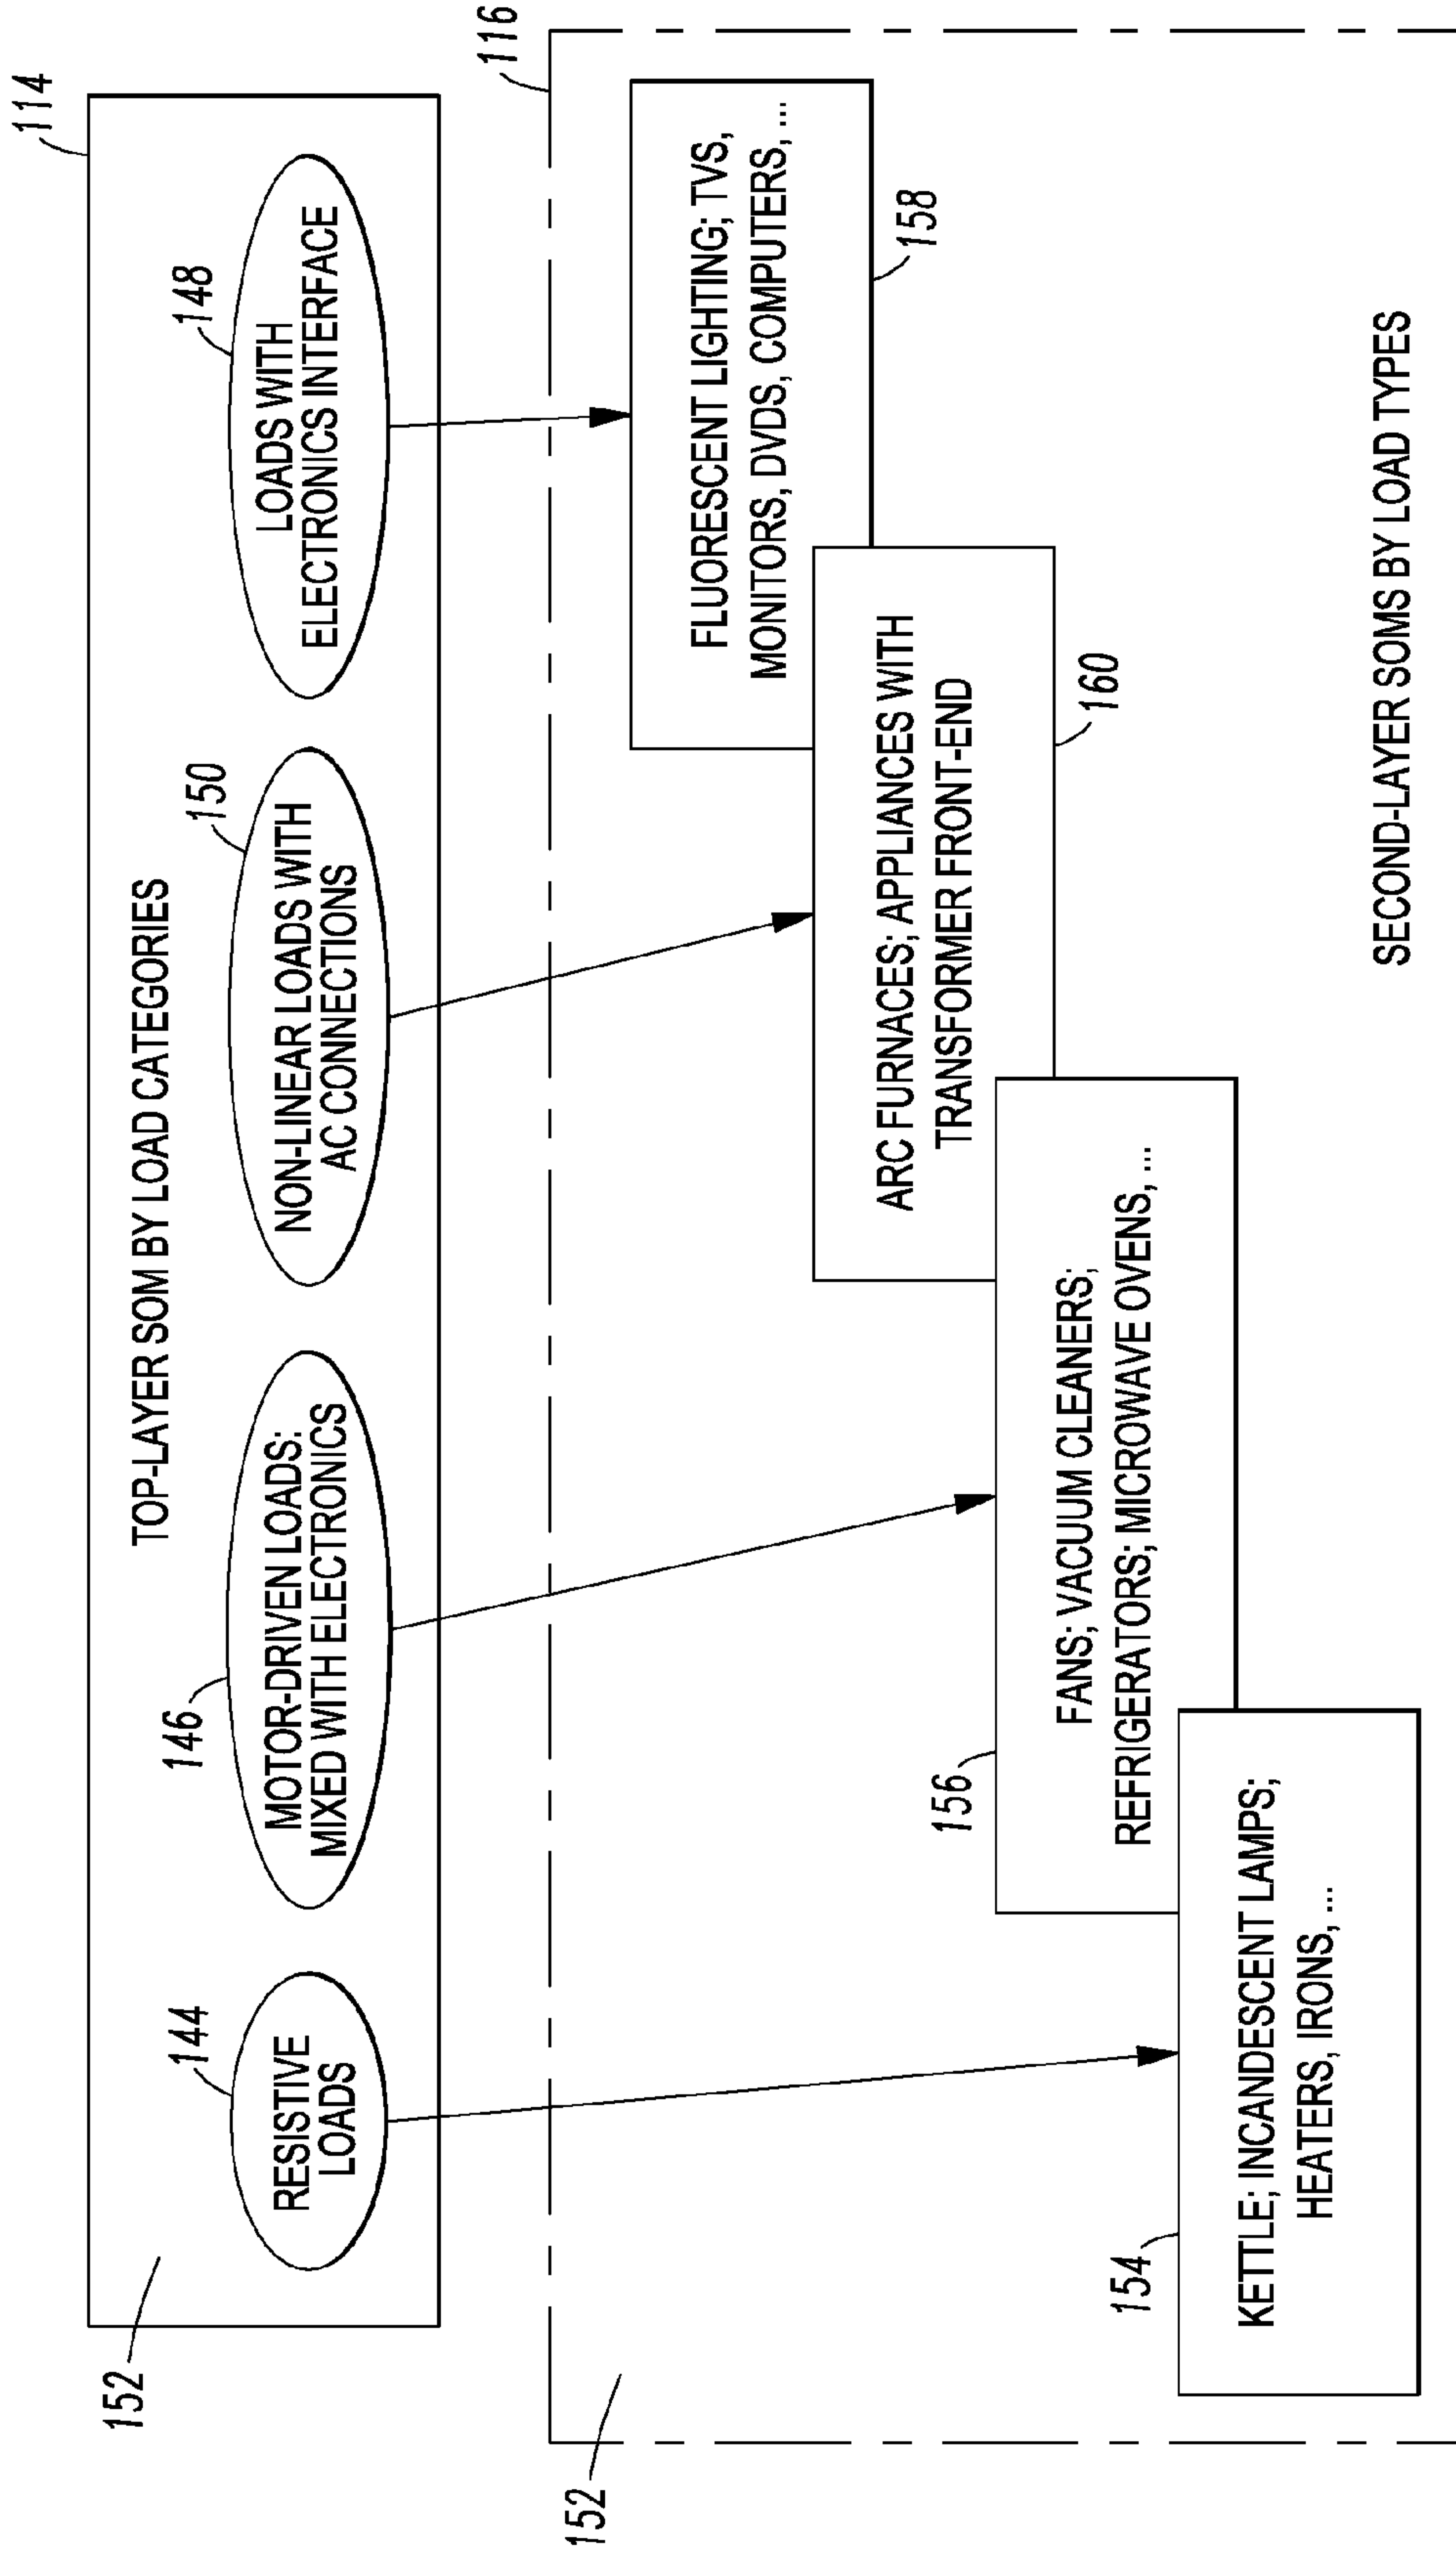 114
TOP-LAYER SOM BY LOAD CATEGORIES
152
144
RESISTIVE
LOADS
146
MOTOR-DRIVEN LOADS:
MIXED WITH ELECTRONICS
150
NON-LINEAR LOADS WITH
AC CONNECTIONS
148
LOADS WITH
ELECTRONICS INTERFACE
116
152
FLUORESCENT LIGHTING; TVS,
MONITORS, DVDS, COMPUTERS, ...
158
ARC FURNACES; APPLIANCES WITH
TRANSFORMER FRONT-END
160
156
FANS; VACUUM CLEANERS;
REFRIGERATORS; MICROWAVE OVENS, ...
154
KETTLE; INCANDESCENT LAMPS;
HEATERS, IRONS, ...
SECOND-LAYER SOMS BY LOAD TYPES